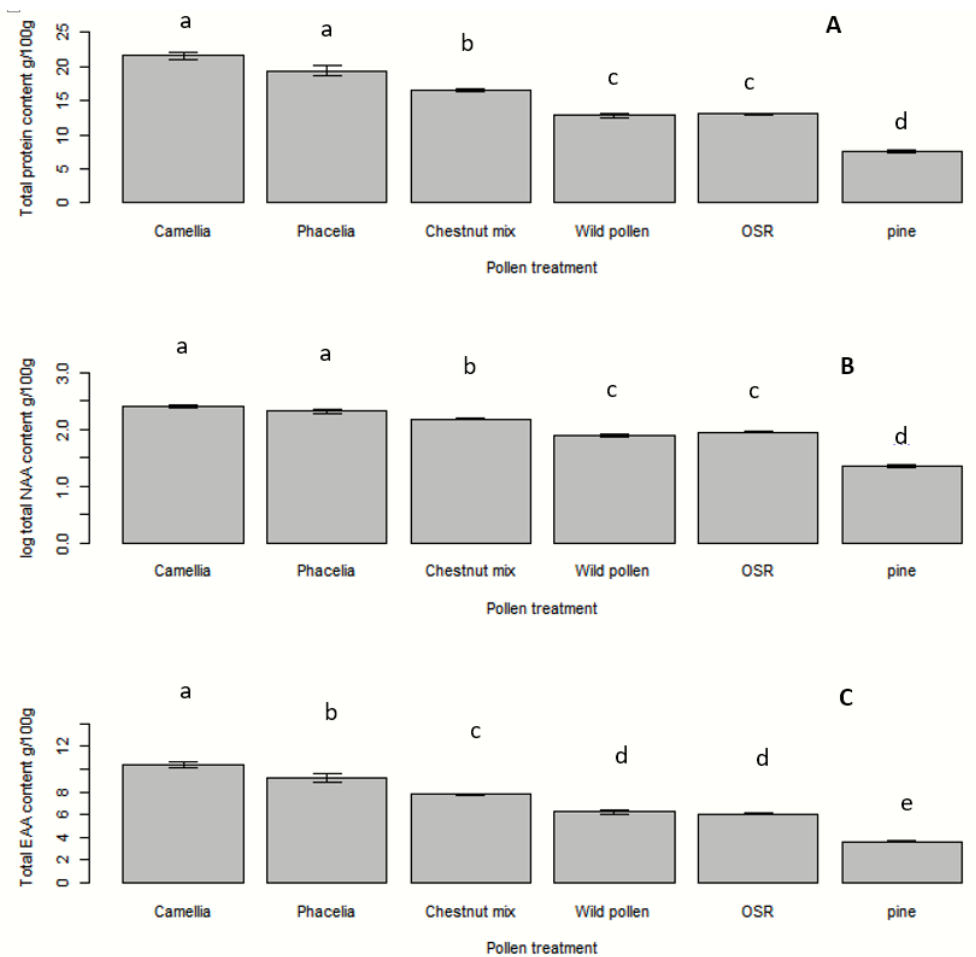 a a b c c d A
Total protein content g/100g
25
20
15
10
5
0
Camellia Phacelia Chestnut mix Wild pollen OSR pine
Pollen treatment
a a b c c d B
log total NAA content g/100g
3.0
2.0
1.0
0.0
Camellia Phacelia Chestnut mix Wild pollen OSR pine
Pollen treatment
a b c d d e C
Total EAA content g/100g
12
8
6
4
2
0
Camellia Phacelia Chestnut mix Wild pollen OSR pine
Pollen treatment